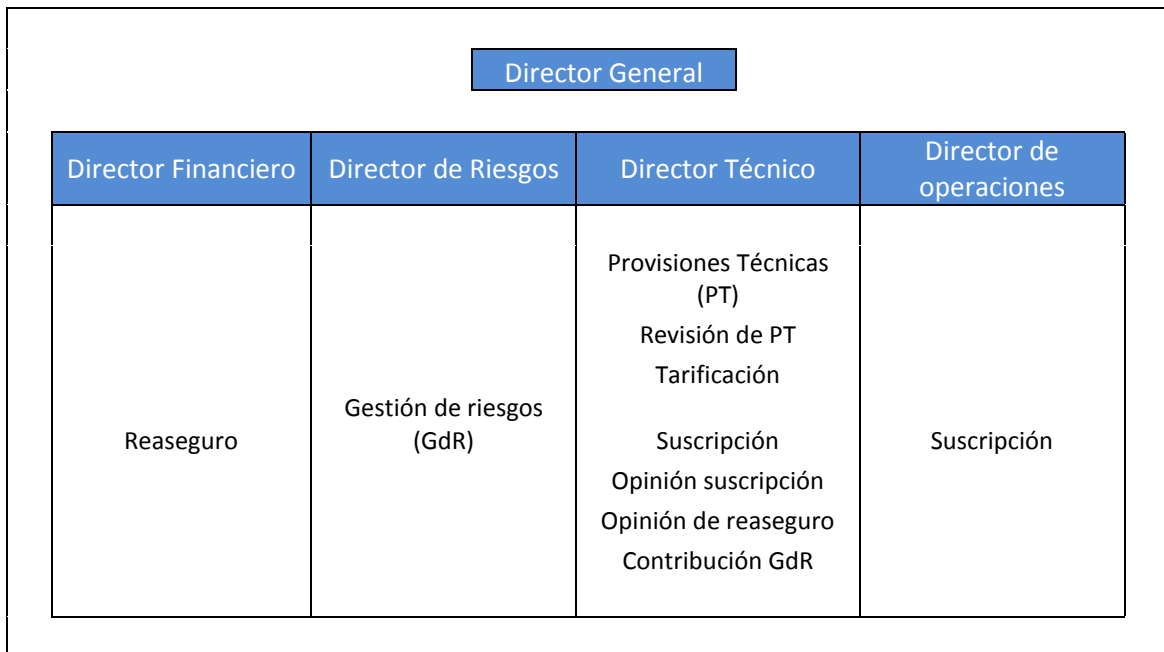 Director General
Director Financiero
Director de Riesgos
Director Técnico
Director de
operaciones
Reaseguro
Gestión de riesgos
(GdR)
Provisiones Técnicas
(PT)
Revisión de PT
Tarificación
Suscripción
Opinión suscripción
Opinión de reaseguro
Contribución GdR
Suscripción